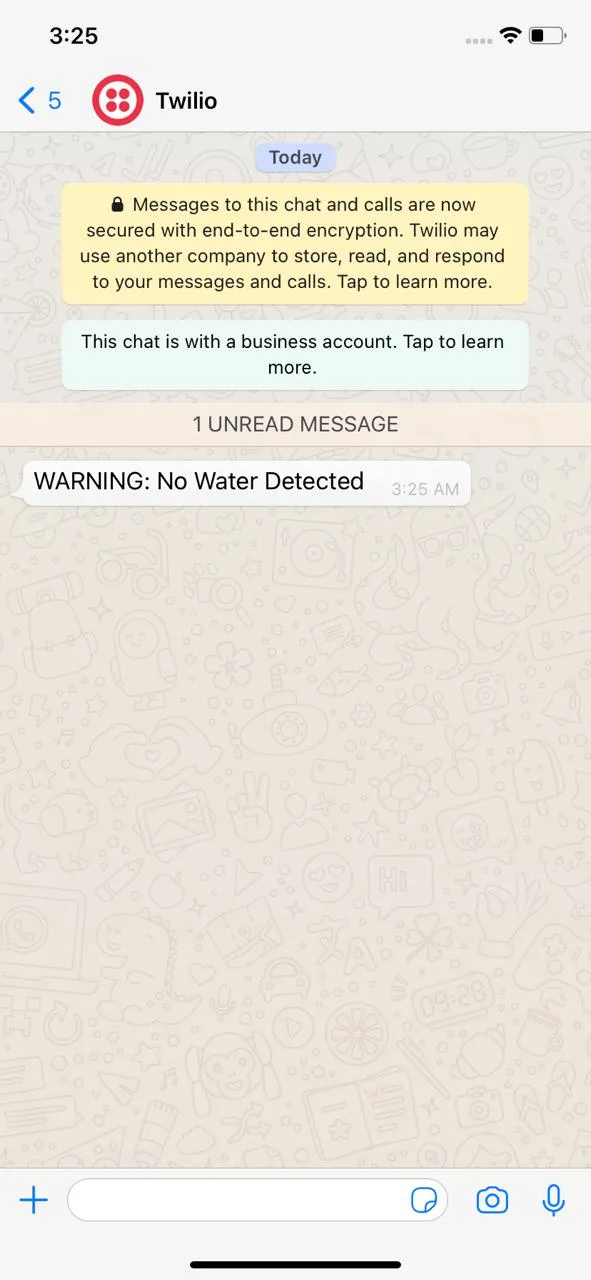 3:25
5
Twilio
Today
Messages to this chat and calls are now
secured with end-to-end encryption. Twilio may
use another company to store, read, and respond
to your messages and calls. Tap to learn more.
This chat is with a business account. Tap to learn
more.
1 UNREAD MESSAGE
WARNING: No Water Detected
3:25 AM
Hi
09:28